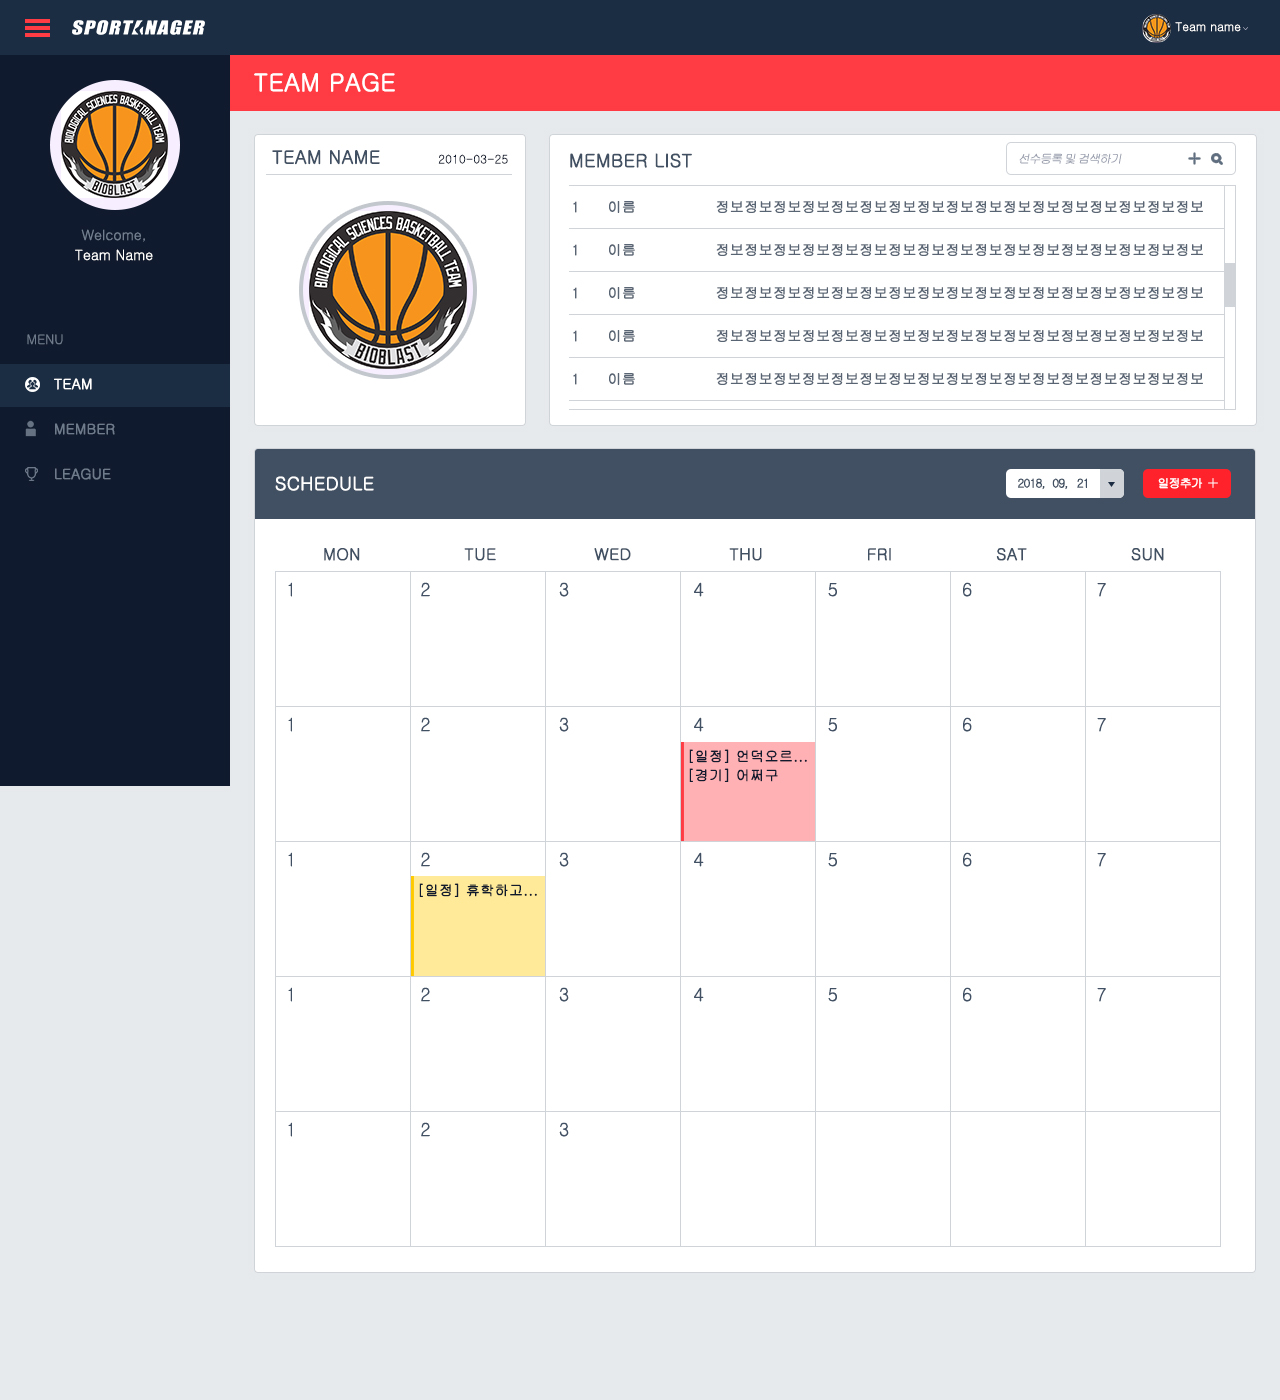 SPORTANAGER
Team name
BIOLOGICAL SCIENCES BASKETBALL TEAM
BIOBLAST
Welcome,
Team Name
MENU
TEAM
MEMBER
LEAGUE
TEAM PAGE
TEAM NAME 2010-03-25
BIOLOGICAL SCIENCES BASKETBALL TEAM
BIOBLAST
MEMBER LIST 선수등록 및 검색하기
1 이름 정보정보정보정보정보정보정보정보정보정보정보정보정보정보정보정보정보
1 이름 정보정보정보정보정보정보정보정보정보정보정보정보정보정보정보정보정보
1 이름 정보정보정보정보정보정보정보정보정보정보정보정보정보정보정보정보정보
1 이름 정보정보정보정보정보정보정보정보정보정보정보정보정보정보정보정보정보
1 이름 정보정보정보정보정보정보정보정보정보정보정보정보정보정보정보정보정보
SCHEDULE 2018, 09, 21 일정추가 +
MON TUE WED THU FRI SAT SUN
1 2 3 4 5 6 7
1 2 3 4 5 6 7
[일정] 언덕오르...
[경기] 어쩌구
1 2 3 4 5 6 7
[일정] 휴학하고...
1 2 3 4 5 6 7
1 2 3